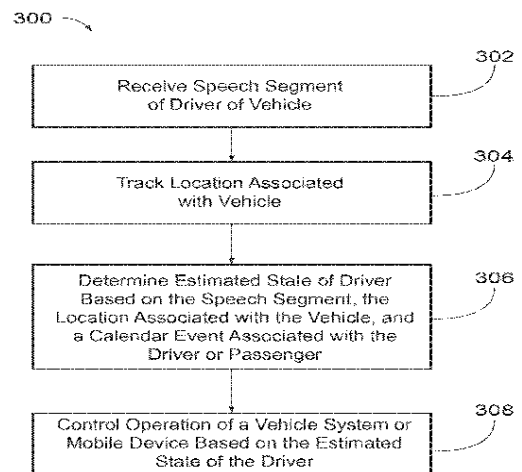 300
302
Receive Speech Segment
of Driver of Vehicle
304
Track Location Associated
with Vehicle
306
Determine Estimated State of Driver
Based on the Speech Segment, the
Location Associated with the Vehicle, and
a Calendar Event Associated with the
Driver or Passenger
308
Control Operation of a Vehicle System or
Mobile Device Based on the Estimated
State of the Driver